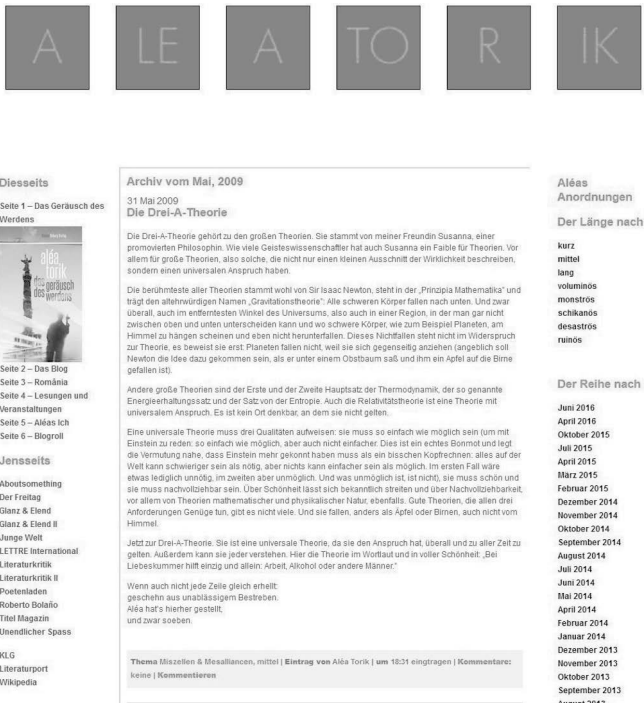 A LE A TO R IK
Diesseits
Seite 1 – Das Geräusch des
Werdens
aléa
torik
das geräusch
des werdens
Seite 2 – Das Blog
Seite 3 – România
Seite 4 – Lesungen und
Veranstaltungen
Seite 5 – Aléas Ich
Seite 6 – Blogroll
Jensseits
Aboutsomething
Der Freitag
Glanz & Elend
Glanz & Elend II
Junge Welt
LETTRE International
Literaturkritik
Literaturkritik II
Poetenladen
Roberto Bolaño
Titel Magazin
Unendlicher Spass
KLG
Literaturport
Wikipedia
Archiv vom Mai, 2009
31 Mai 2009
Die Drei-A-Theorie
Die Drei-A-Theorie gehört zu den großen Theorien. Sie stammt von meiner Freundin Susanna, einer
promovierten Philosophin. Wie viele Geisteswissenschaftler hat auch Susanna ein Faible für Theorien. Vor
allem für große Theorien, also solche, die nicht nur einen kleinen Ausschnitt der Wirklichkeit beschreiben,
sondern einen universalen Anspruch haben.
Die berühmteste aller Theorien stammt wohl von Sir Isaac Newton, steht in der „Prinzipia Mathematika" und
trägt den altehrwürdigen Namen „Gravitationstheorie": Alle schweren Körper fallen nach unten. Und zwar
überall, auch im entferntesten Winkel des Universums, also auch in einer Region, in der man gar nicht
zwischen oben und unten unterscheiden kann und wo schwere Körper, wie zum Beispiel Planeten, am
Himmel zu hängen scheinen und eben nicht herunterfallen. Dieses Nichtfallen steht nicht im Widerspruch
zur Theorie, es beweist sie erst: Planeten fallen nicht, weil sie sich gegenseitig anziehen (angeblich soll
Newton die Idee dazu gekommen sein, als er unter einem Obstbaum saß und ihm ein Apfel auf die Birne
gefallen ist).
Andere große Theorien sind der Erste und der Zweite Hauptsatz der Thermodynamik, der so genannte
Energieerhaltungssatz und der Satz von der Entropie. Auch die Relativitätstheorie ist eine Theorie mit
universalem Anspruch. Es ist kein Ort denkbar, an dem sie nicht gelten.
Eine universale Theorie muss drei Qualitäten aufweisen: sie muss so einfach wie möglich sein (um mit
Einstein zu reden: so einfach wie möglich, aber auch nicht einfacher. Dies ist ein echtes Bonmot und legt
die Vermutung nahe, dass Einstein mehr gekonnt haben muss als ein bisschen Kopfrechnen: alles auf der
Welt kann schwieriger sein als nötig, aber nichts kann einfacher sein als möglich. Im ersten Fall wäre
etwas lediglich unnötig, im zweiten aber unmöglich. Und was unmöglich ist, ist nicht), sie muss schön und
sie muss nachvollziehbar sein. Über Schönheit lässt sich bekanntlich streiten und über Nachvollziehbarkeit,
vor allem von Theorien mathematischer und physikalischer Natur, ebenfalls. Gute Theorien, die allen drei
Anforderungen Genüge tun, gibt es nicht viele. Und sie fallen, anders als Äpfel oder Birnen, auch nicht vom
Himmel.
Jetzt zur Drei-A-Theorie. Sie ist eine universale Theorie, da sie den Anspruch hat, überall und zu aller Zeit zu
gelten. Außerdem kann sie jeder verstehen. Hier die Theorie im Wortlaut und in voller Schönheit: „Bei
Liebeskummer hilft einzig und allein: Arbeit, Alkohol oder andere Männer."
Wenn auch nicht jede Zeile gleich erhellt:
geschehn aus unablässigem Bestreben.
Aléa hat's hierher gestellt,
und zwar soeben.
Thema Miszellen & Mesalliancen, mittel | Eintrag von Aléa Torik | um 18:31 eingtragen | Kommentare:
keine | Kommentieren
Aléas
Anordnungen
Der Länge nach
kurz
mittel
lang
voluminös
monströs
schikanös
desaströs
ruinös
Der Reihe nach
Juni 2016
April 2016
Oktober 2015
Juli 2015
April 2015
März 2015
Februar 2015
Dezember 2014
November 2014
Oktober 2014
September 2014
August 2014
Juli 2014
Juni 2014
Mai 2014
April 2014
Februar 2014
Januar 2014
Dezember 2013
November 2013
Oktober 2013
September 2013
August 2013